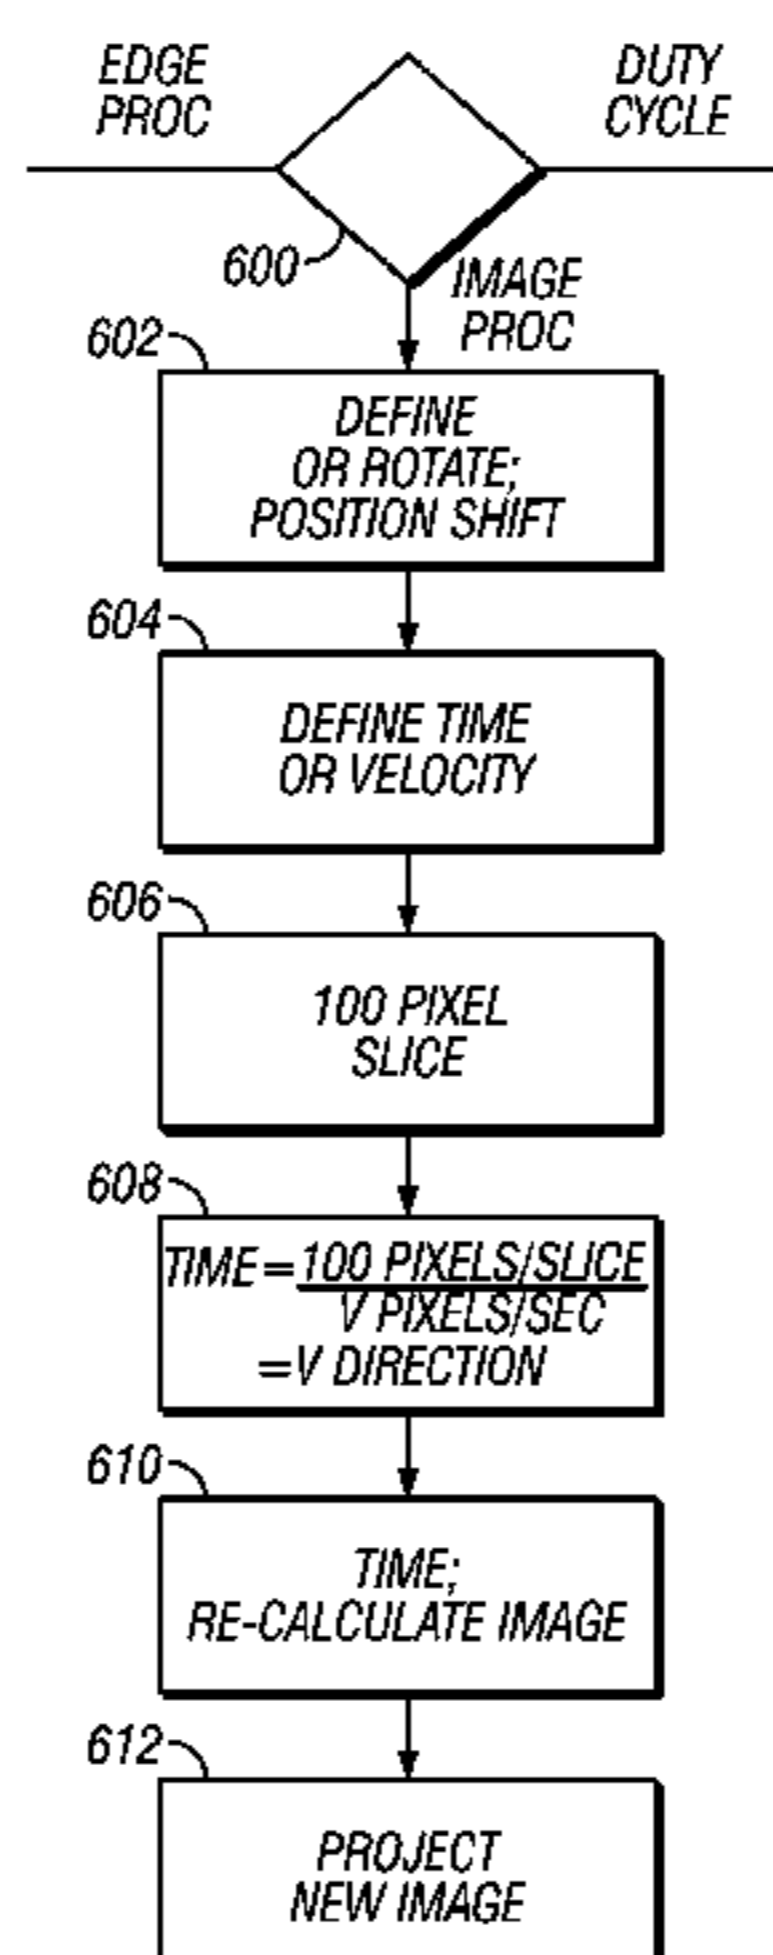 EDGE
PROC
DUTY
CYCLE
600
IMAGE
PROC
602
DEFINE
OR ROTATE;
POSITION SHIFT
604
DEFINE TIME
OR VELOCITY
606
100 PIXEL
SLICE
608
TIME=100 PIXELS/SLICE
V PIXELS/SEC
=V DIRECTION
610
TIME;
RE-CALCULATE IMAGE
612
PROJECT
NEW IMAGE